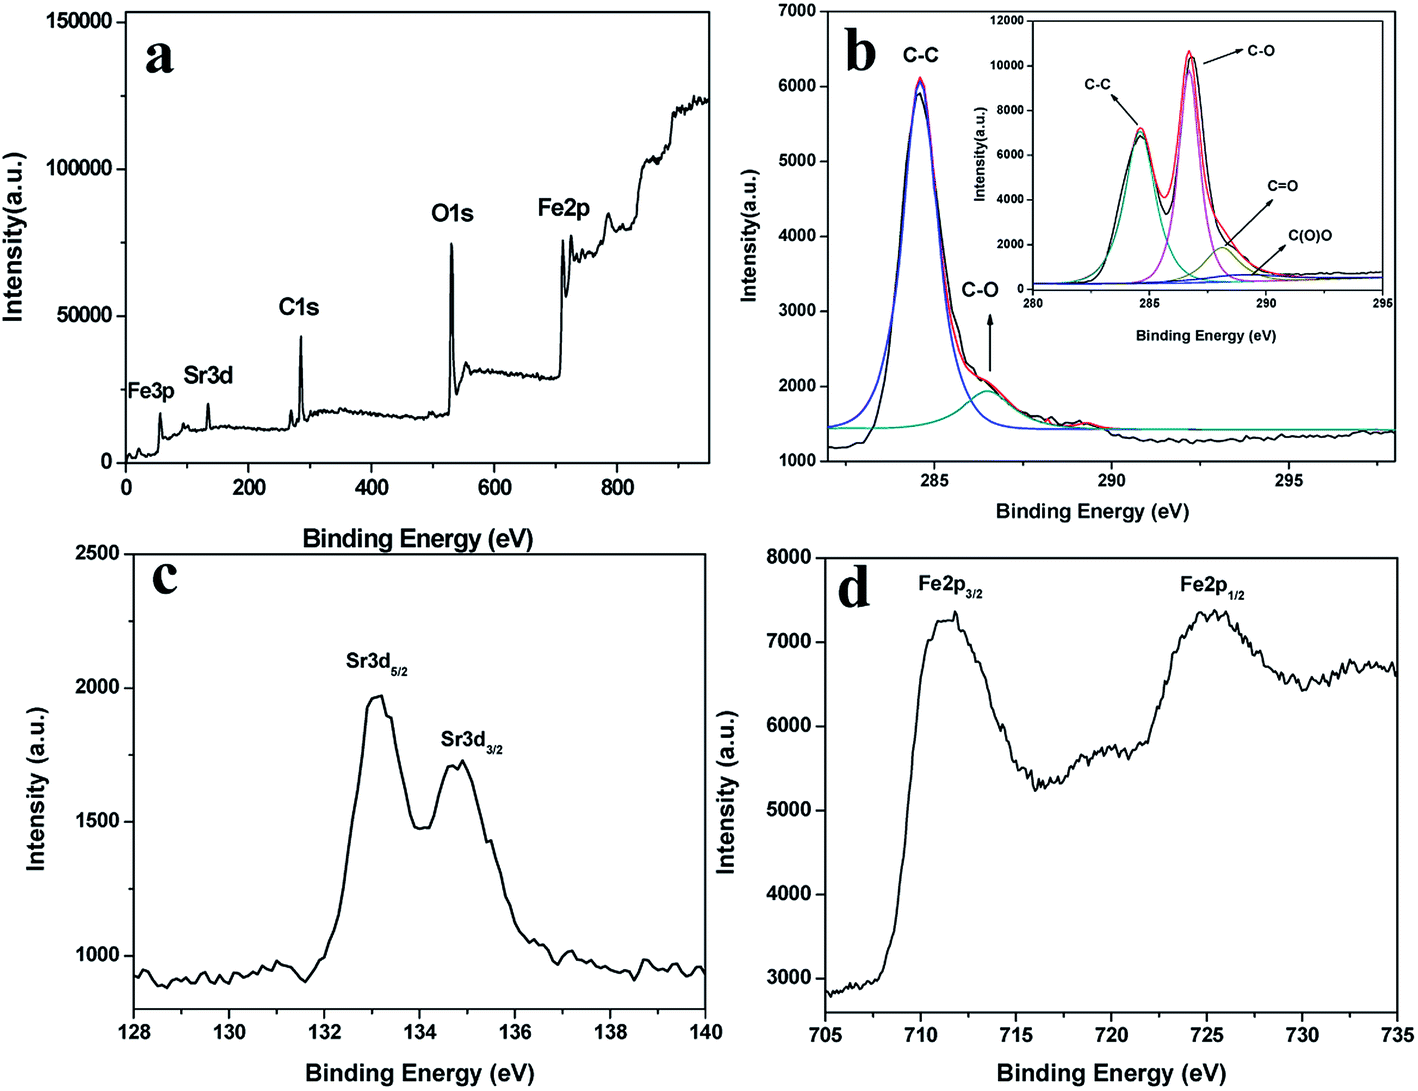 a
150000
100000
50000
0
Intensity(a.u.)
Fe3p
Sr3d
C1s
O1s
Fe2p
0 200 400 600 800
Binding Energy (eV)
b
7000
6000
5000
4000
3000
2000
1000
Intensity(a.u.)
C-C
C-O
285 290 295
Binding Energy (eV)
12000
10000
8000
6000
4000
2000
0
Intensity(a.u.)
C-C
C-O
C=O
C(O)O
280 285 290 295
Binding Energy (eV)
c
2500
2000
1500
1000
Intensity (a.u.)
Sr3d5/2
Sr3d3/2
128 130 132 134 136 138 140
Binding Energy (eV)
d
8000
7000
6000
5000
4000
3000
Intensity (a.u.)
Fe2p3/2
Fe2p1/2
705 710 715 720 725 730 735
Binding Energy (eV)